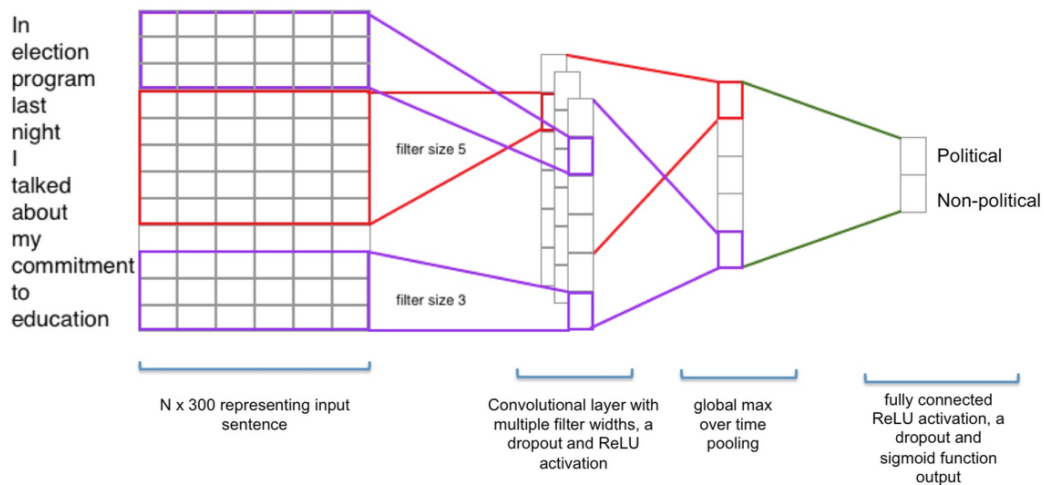 In
election
program
last
night
I
talked
about
my
commitment
to
education
filter size 5
filter size 3
Political
Non-political
N x 300 representing input
sentence
Convolutional layer with
multiple filter widths, a
dropout and ReLU
activation
global max
over time
pooling
fully connected
ReLU activation, a
dropout and
sigmoid function
output